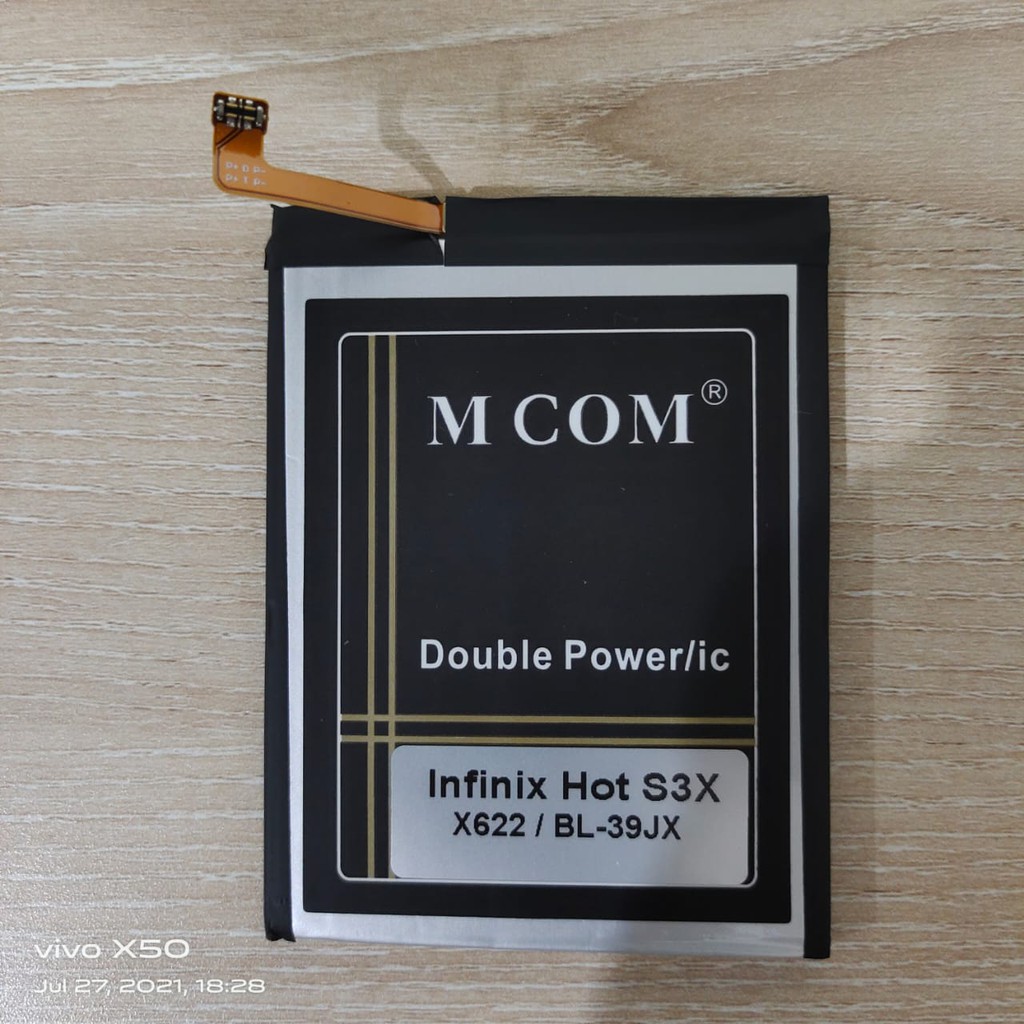 P+ D P-
P+ I P-
M COM®
Double Power/ic
Infinix Hot S3X
X622 / BL-39JX
vivo X50
Jul 27, 2021, 18:28